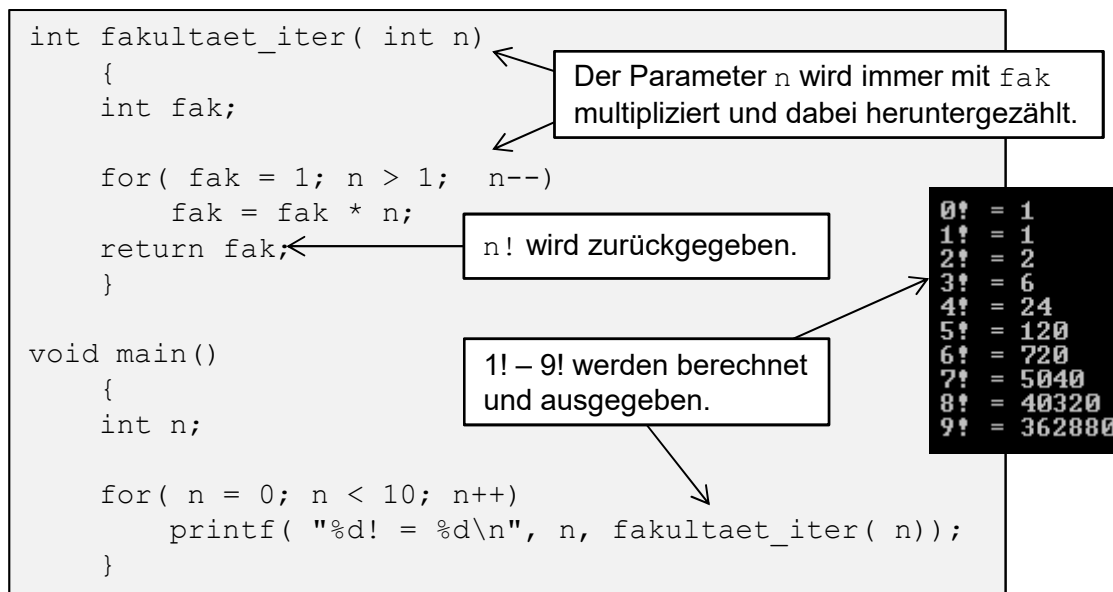 int fakultaet_iter( int n)
{
int fak;
for( fak = 1; n > 1;  n--)
fak = fak * n;
return fak;
}
Der Parameter n wird immer mit fak
multipliziert und dabei heruntergezählt.
n! wird zurückgegeben.
void main()
{
int n;
for( n = 0; n < 10; n++)
printf( "%d! = %d\n", n, fakultaet_iter( n));
}
1! – 9! werden berechnet
und ausgegeben.
0! = 1
1! = 1
2! = 2
3! = 6
4! = 24
5! = 120
6! = 720
7! = 5040
8! = 40320
9! = 362880